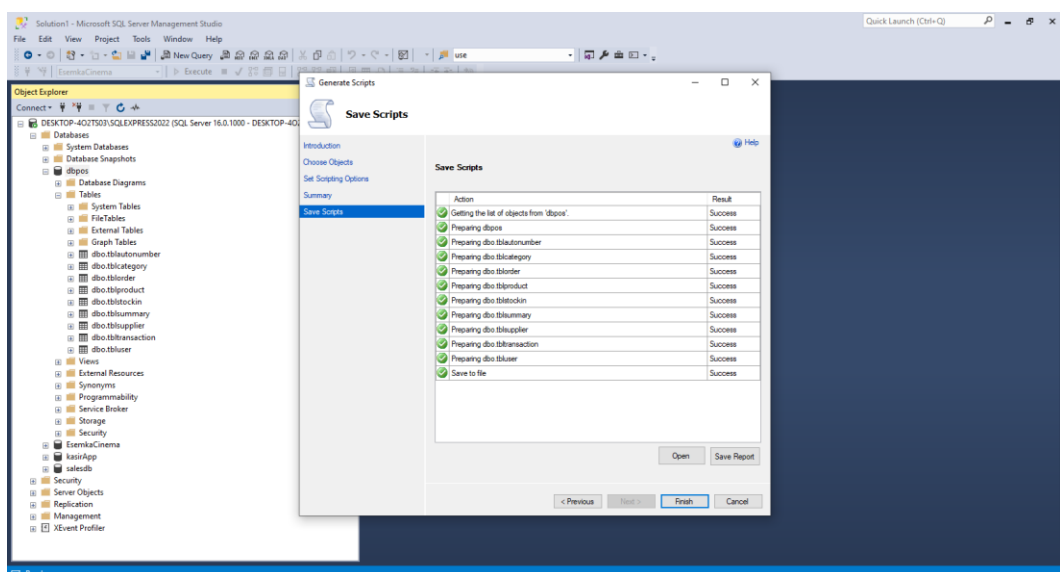 Solution1 - Microsoft SQL Server Management Studio
Quick Launch (Ctrl+Q)
File Edit View Project Tools Window Help
New Query
use
EsemkaCinema
Execute
Object Explorer
Connect
DESKTOP-4O2TS03\SQLEXPRESS2022 (SQL Server 16.0.1000 - DESKTOP-4O
Databases
System Databases
Database Snapshots
dbpos
Database Diagrams
Tables
System Tables
FileTables
External Tables
Graph Tables
dbo.tblautonumber
dbo.tblcategory
dbo.tblorder
dbo.tblproduct
dbo.tblstockin
dbo.tblsummary
dbo.tblsupplier
dbo.tbltransaction
dbo.tbluser
Views
External Resources
Synonyms
Programmability
Service Broker
Storage
Security
EsemkaCinema
kasirApp
salesdb
Security
Server Objects
Replication
Management
XEvent Profiler
Generate Scripts
Save Scripts
Introduction
Choose Objects
Set Scripting Options
Summary
Save Scripts
Help
Save Scripts
Action Result
Getting the list of objects from 'dbpos'. Success
Preparing dbpos Success
Preparing dbo.tblautonumber Success
Preparing dbo.tblcategory Success
Preparing dbo.tblorder Success
Preparing dbo.tblproduct Success
Preparing dbo.tblstockin Success
Preparing dbo.tblsummary Success
Preparing dbo.tblsupplier Success
Preparing dbo.tbltransaction Success
Preparing dbo.tbluser Success
Save to file Success
Open Save Report
< Previous Next > Finish Cancel